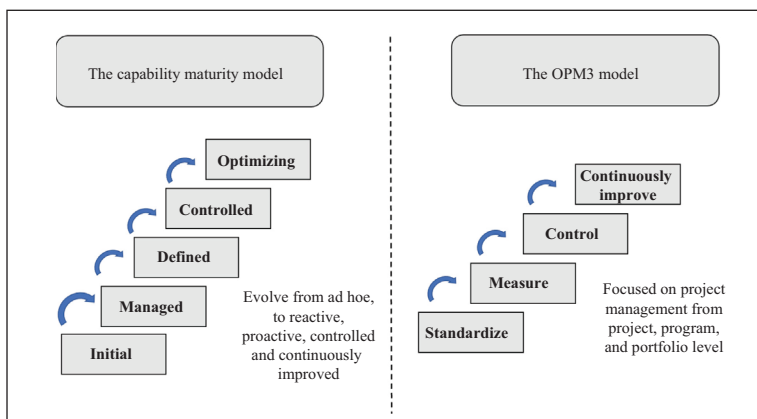 The capability maturity model
Optimizing
Controlled
Defined
Managed
Initial
Evolve from ad hoe,
to reactive,
proactive, controlled
and continuously
improved
The OPM3 model
Continuously
improve
Control
Measure
Standardize
Focused on project
management from
project, program,
and portfolio level